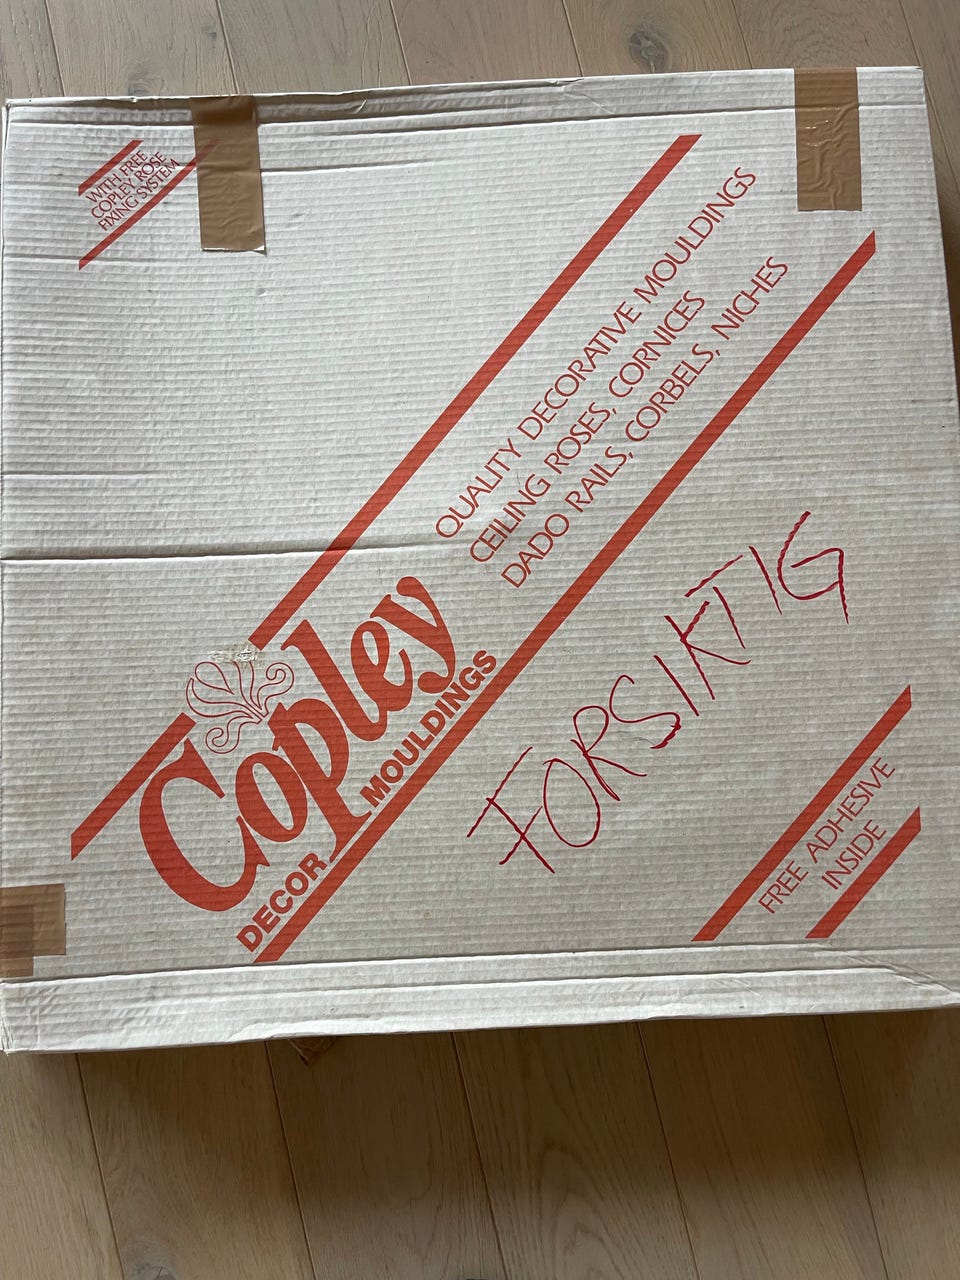 WITH FREE
COPLEY ROSE
FIXING SYSTEM
QUALITY DECORATIVE MOULDINGS
CEILING ROSES, CORNICES
DADO RAILS, CORBELS, NICHES
Copley
DECOR MOULDINGS
FORSIKTIG
FREE ADHESIVE
INSIDE